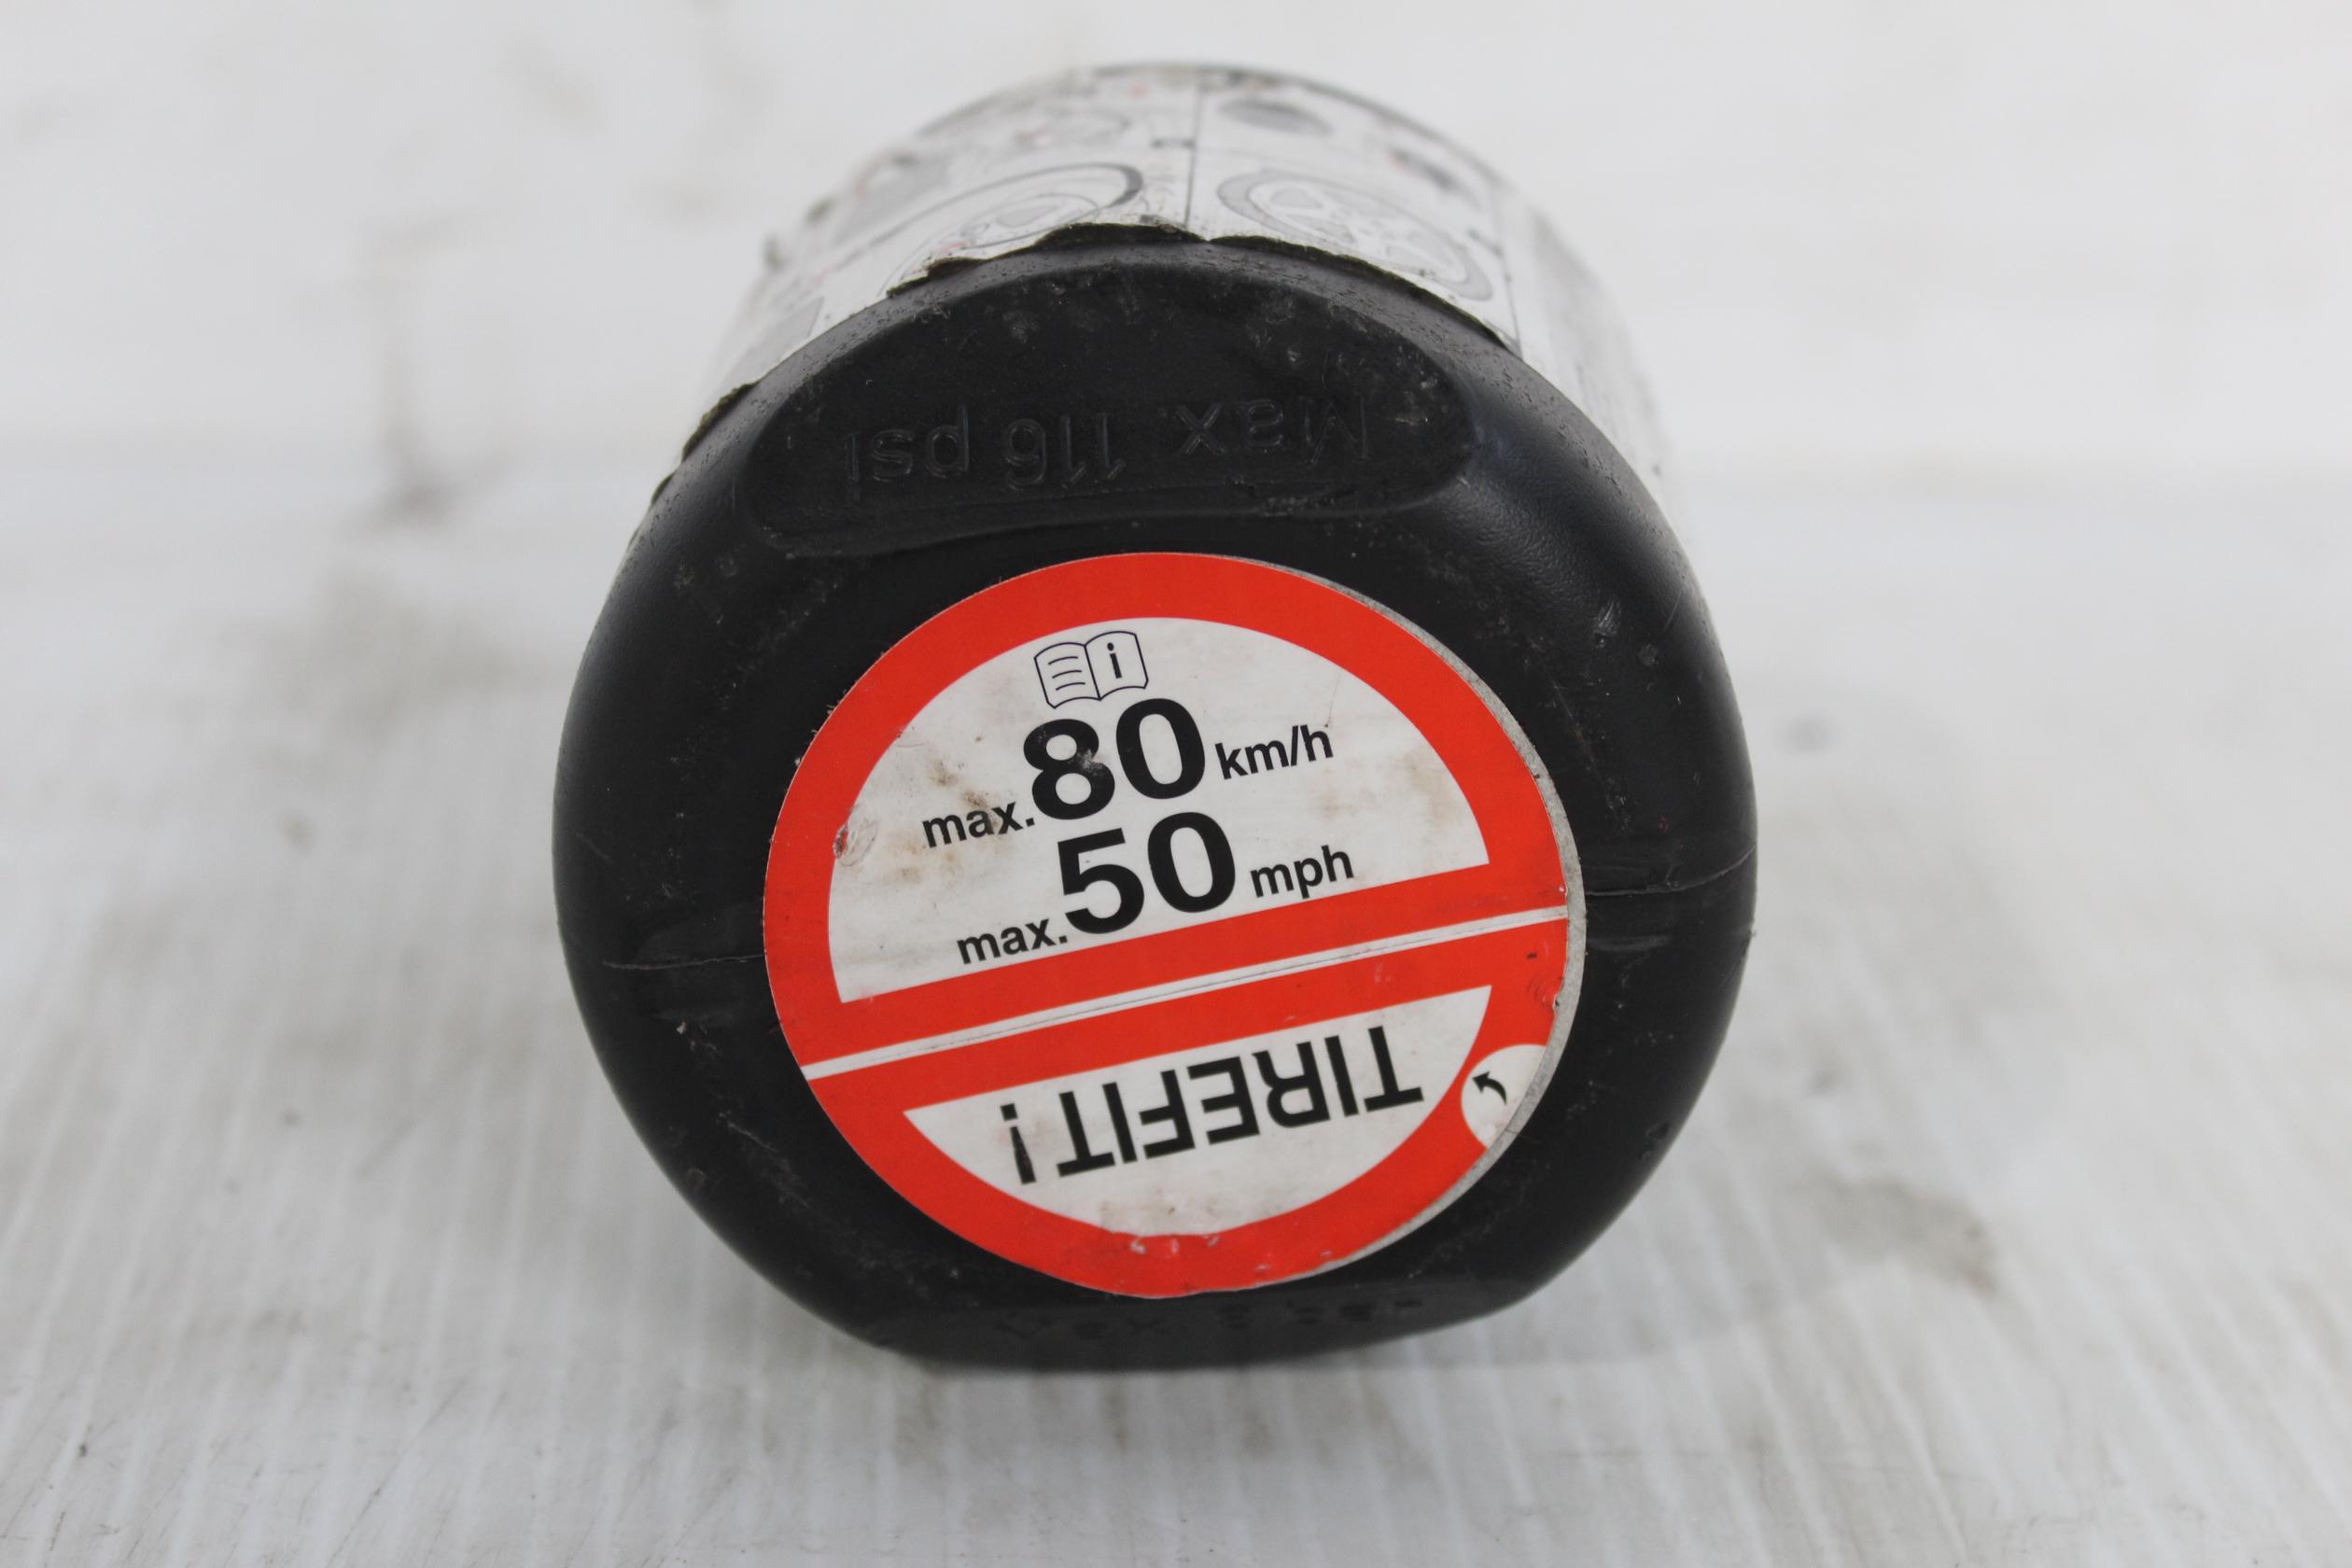 Max. 116 psi
i
max. 80 km/h
max. 50 mph
TIREFIT!